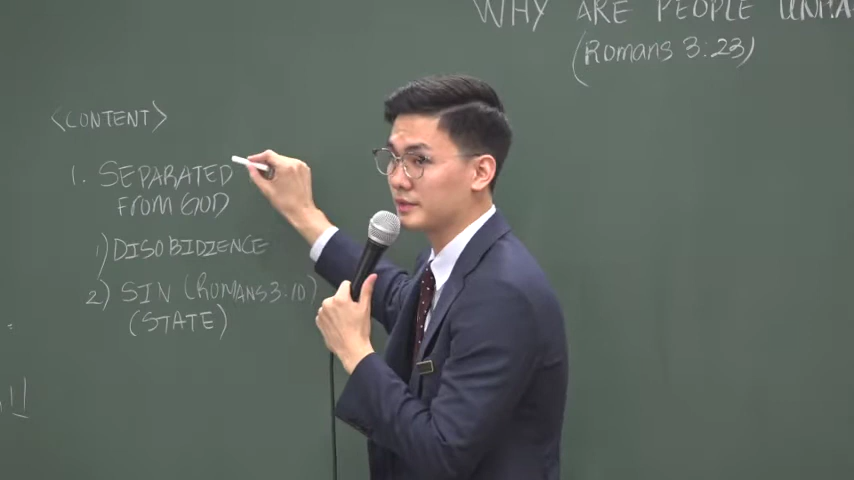 WHY ARE PEOPLE
(Romans 3:23)
<CONTENT>
1. SEPARATED
FROM GOD
1) DISOBIDIENCE
2) SIN (ROMANS 3:10)
(STATE)
!!